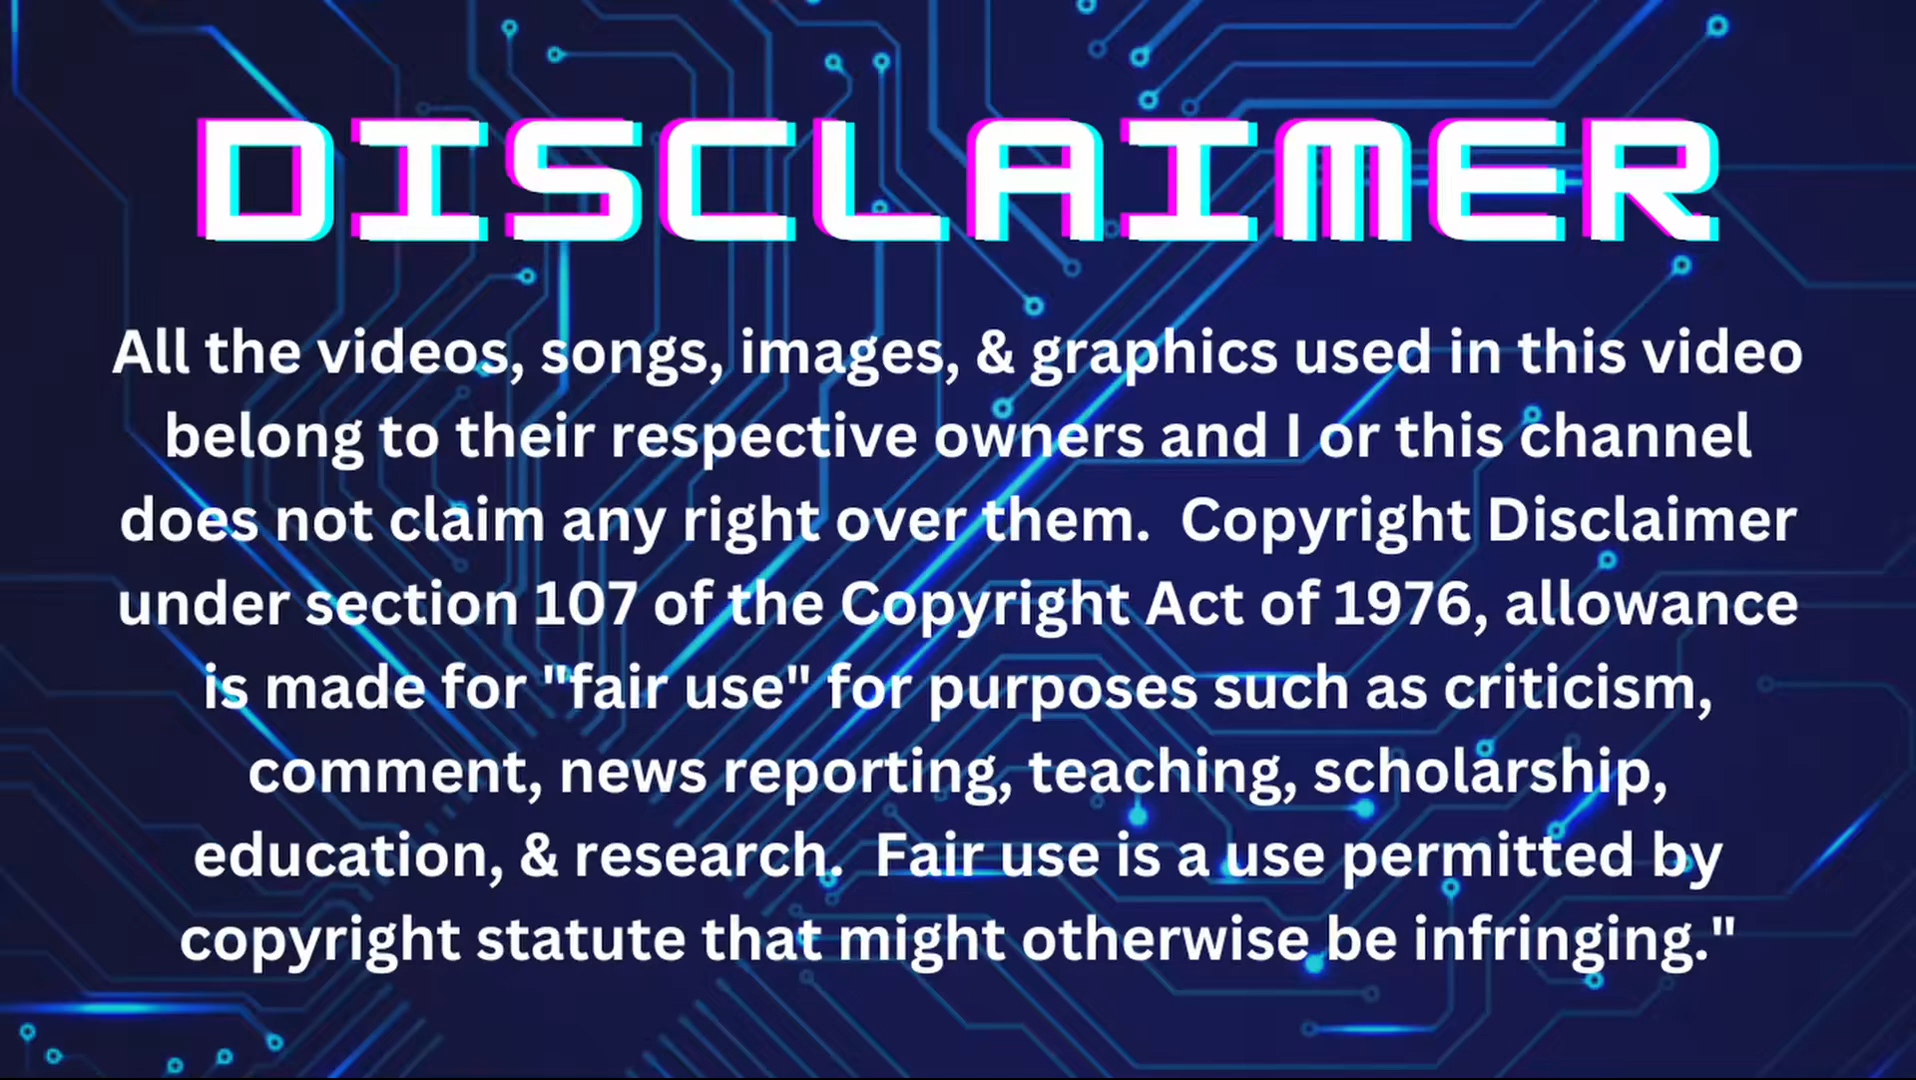 DISCLAIMER
All the videos, songs, images, & graphics used in this video
belong to their respective owners and I or this channel
does not claim any right over them.  Copyright Disclaimer
under section 107 of the Copyright Act of 1976, allowance
is made for "fair use" for purposes such as criticism,
comment, news reporting, teaching, scholarship,
education, & research.  Fair use is a use permitted by
copyright statute that might otherwise be infringing."